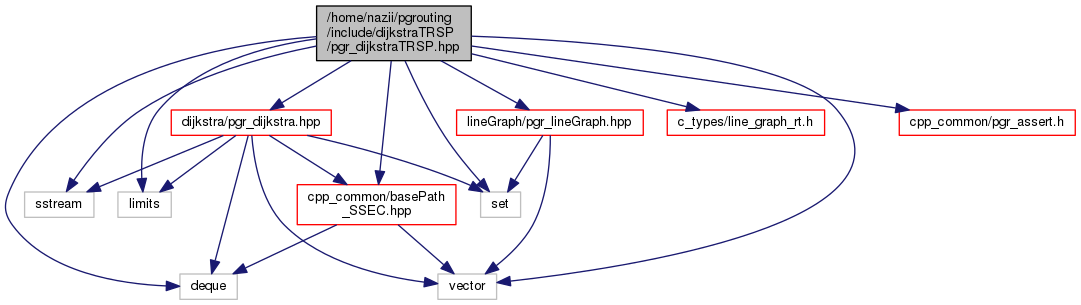 /home/nazii/pgrouting
/include/dijkstraTRSP
/pgr_dijkstraTRSP.hpp
dijkstra/pgr_dijkstra.hpp
lineGraph/pgr_lineGraph.hpp
c_types/line_graph_rt.h
cpp_common/pgr_assert.h
sstream
limits
cpp_common/basePath
_SSEC.hpp
set
deque
vector